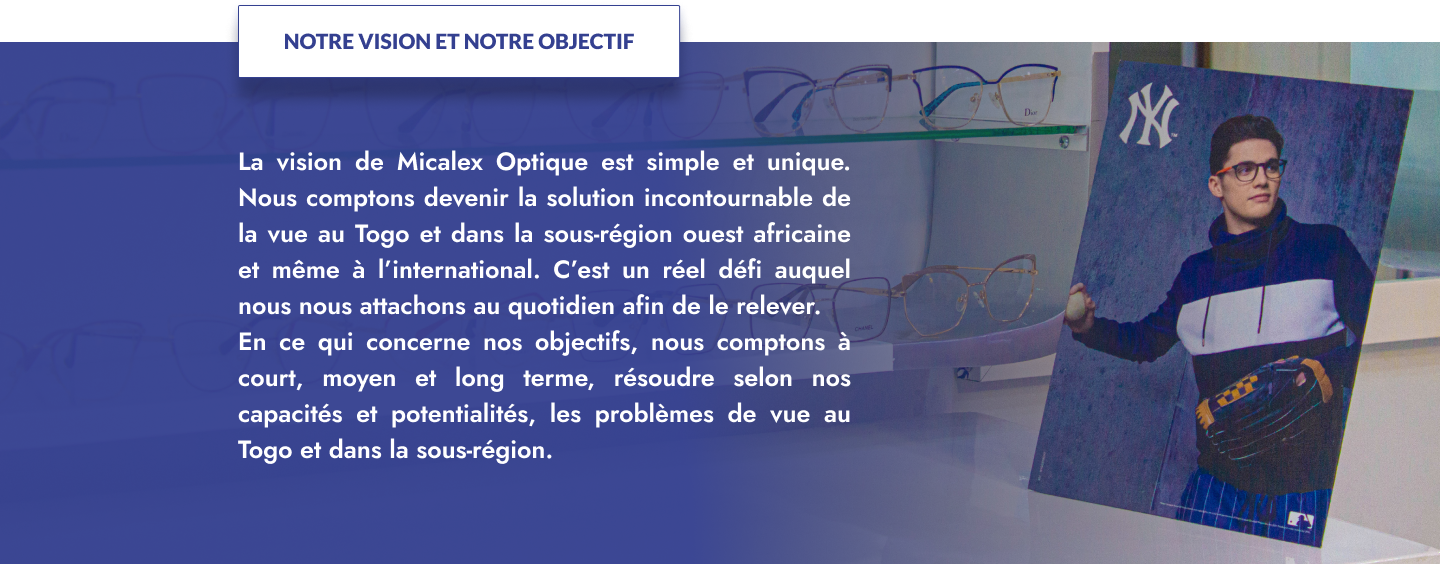 NOTRE VISION ET NOTRE OBJECTIF
La vision de Micalex Optique est simple et unique.
Nous comptons devenir la solution incontournable de
la vue au Togo et dans la sous-région ouest africaine
et même à l’international. C’est un réel défi auquel
nous nous attachons au quotidien afin de le relever.
En ce qui concerne nos objectifs, nous comptons à
court, moyen et long terme, résoudre selon nos
capacités et potentialités, les problèmes de vue au
Togo et dans la sous-région.
Dior
CHANEL
NY